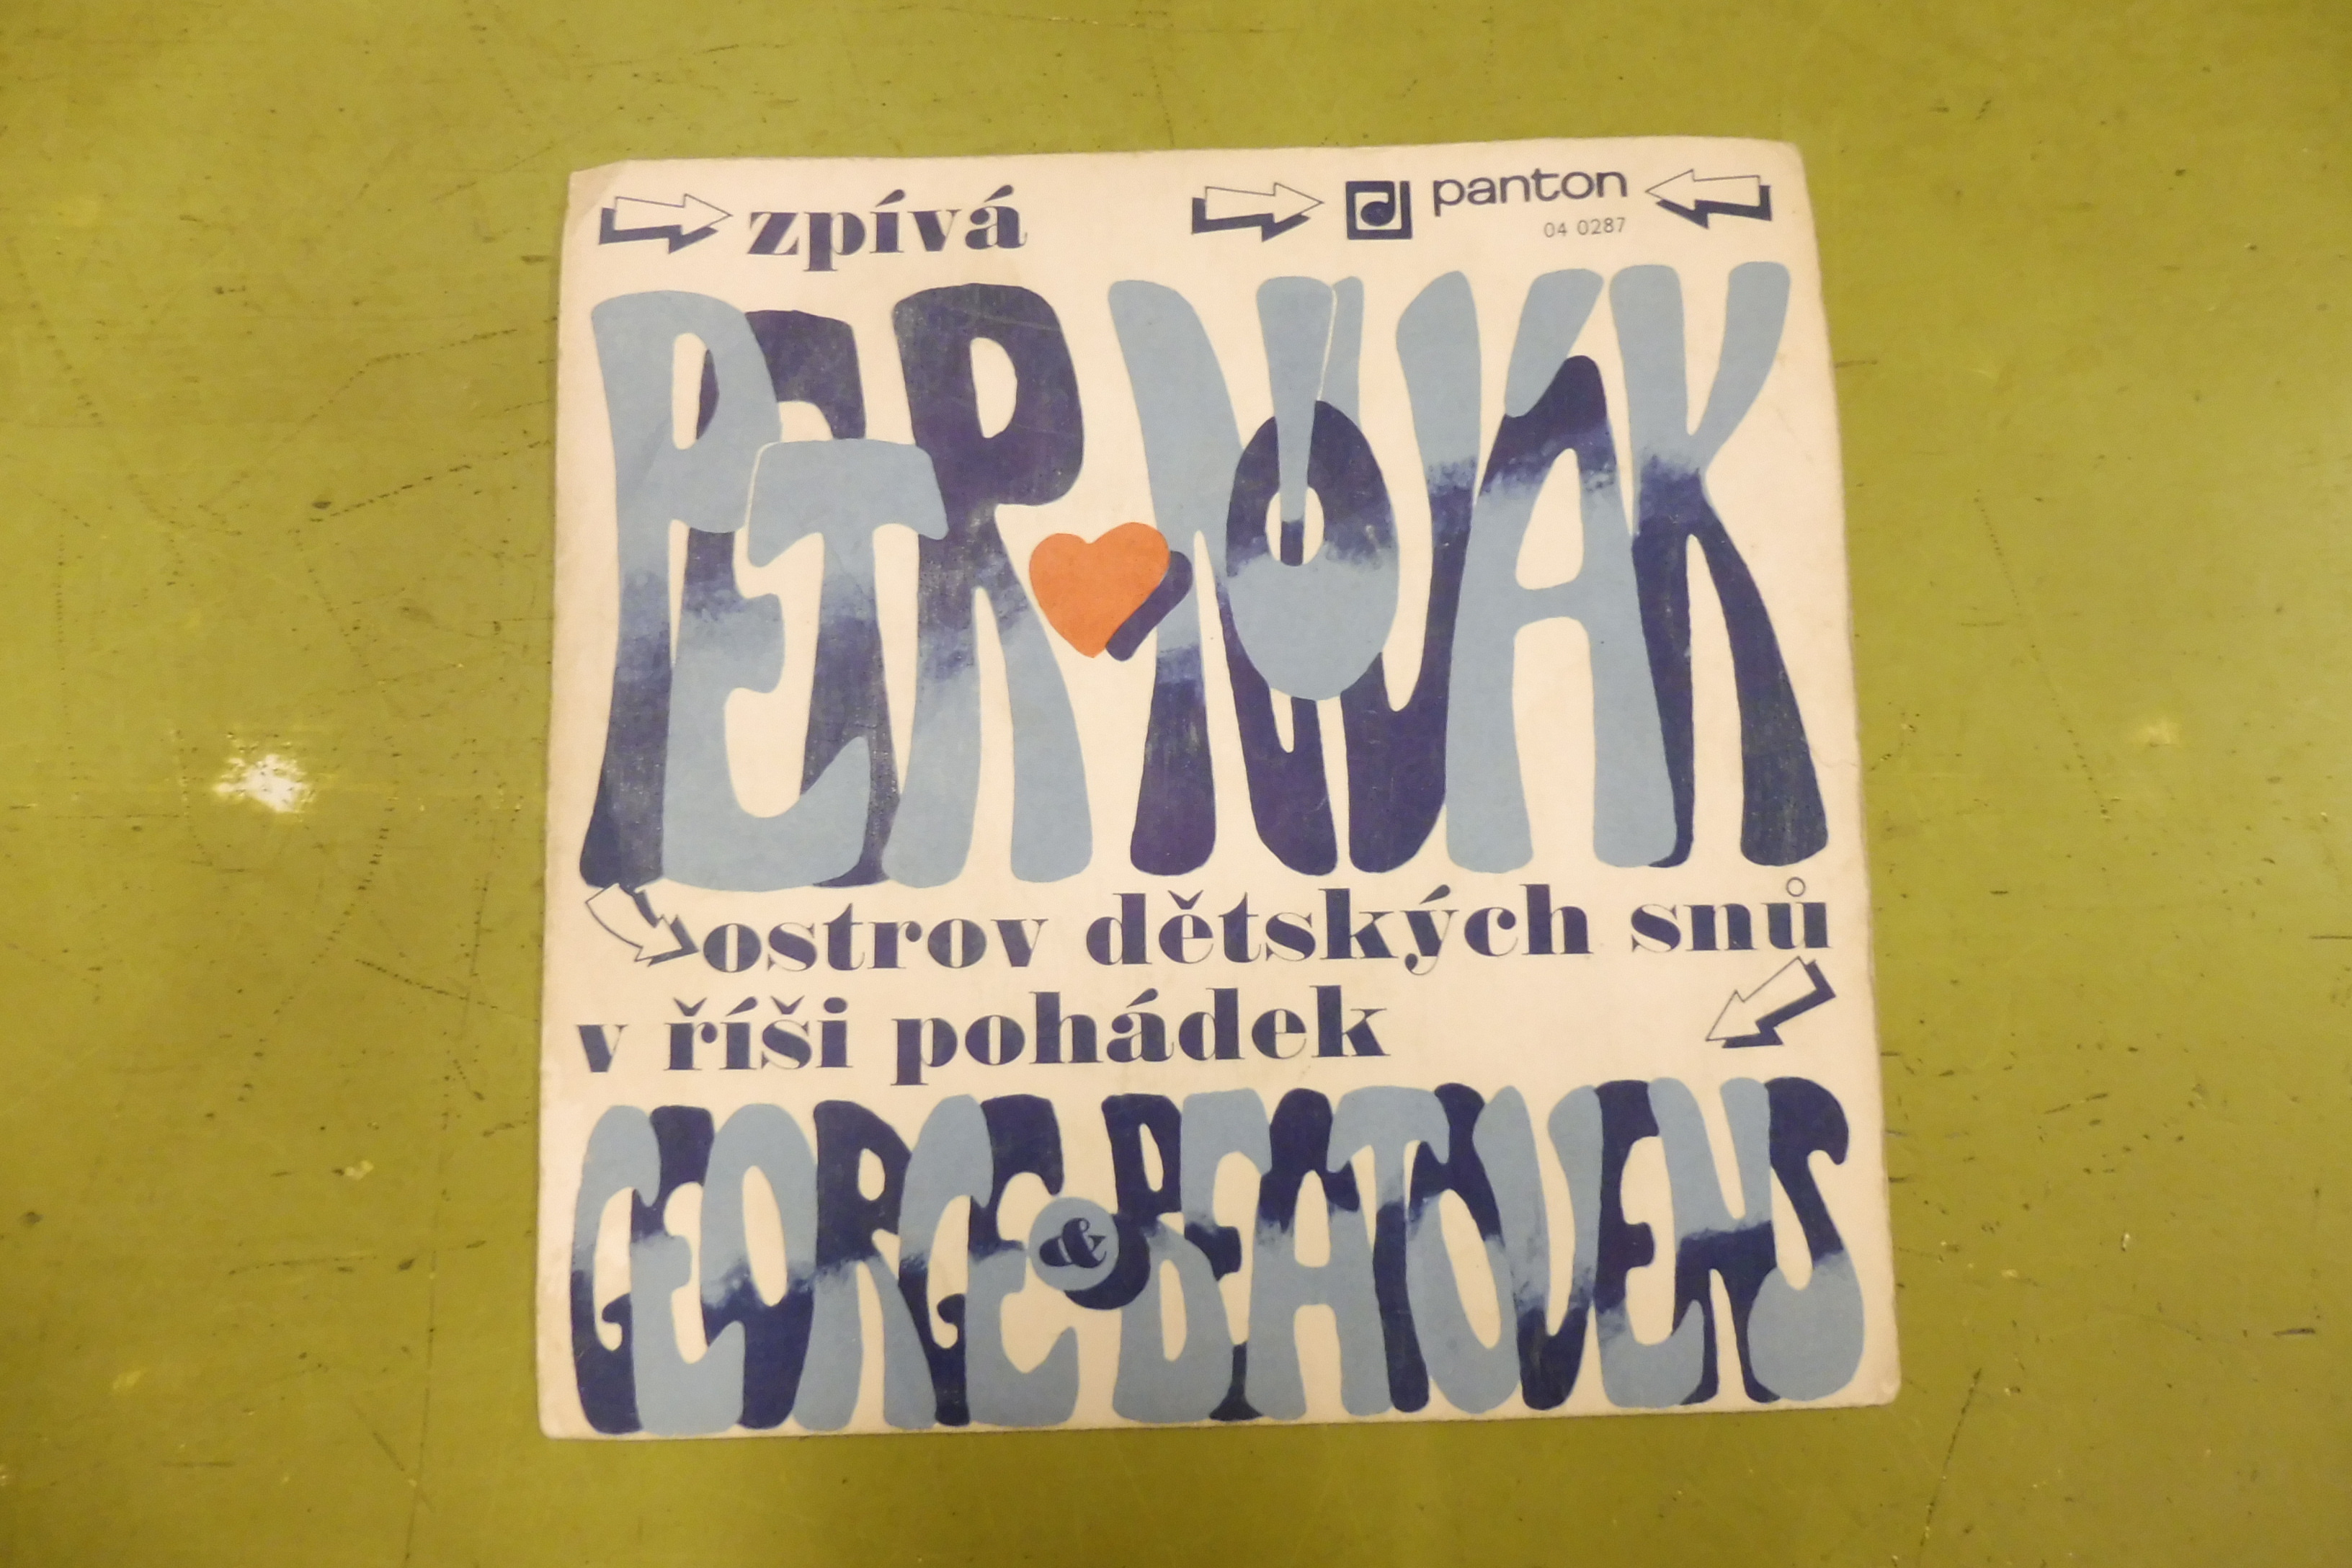 zpívá
panton
04 0287
PETR NOVÁK
ostrov dětských snů
v říši pohádek
GEORGE & BEATOVENS